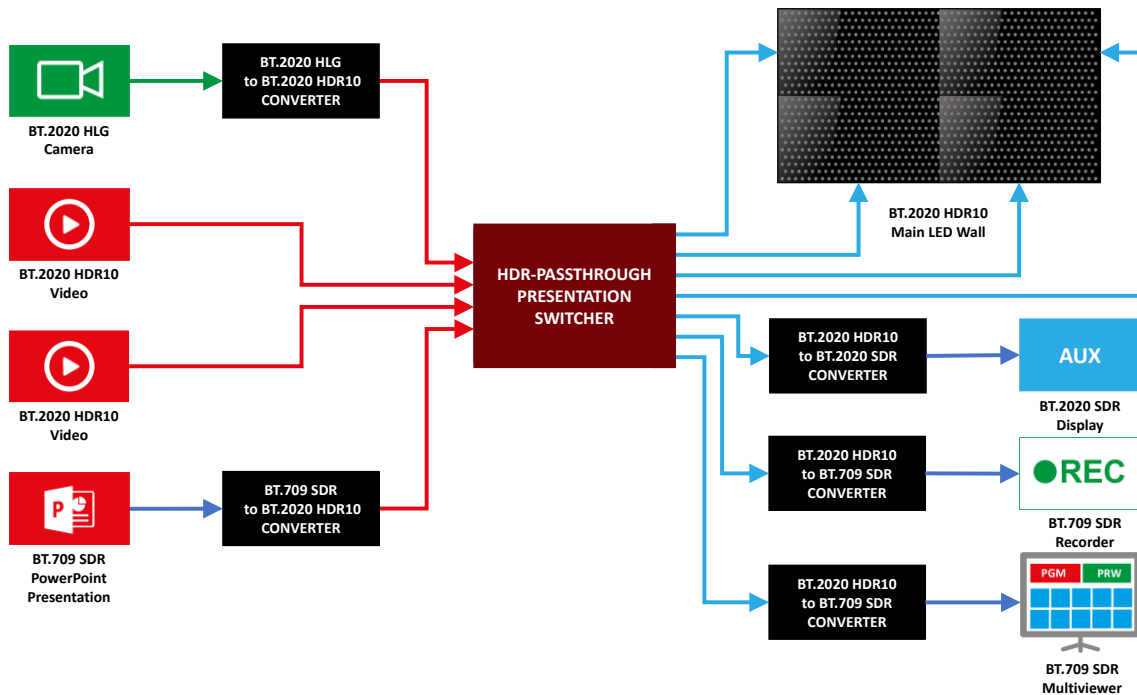 BT.2020 HLG
Camera
BT.2020 HLG
to BT.2020 HDR10
CONVERTER
BT.2020 HDR10
Video
BT.2020 HDR10
Video
P
BT.709 SDR
PowerPoint
Presentation
BT.709 SDR
to BT.2020 HDR10
CONVERTER
HDR-PASSTHROUGH
PRESENTATION
SWITCHER
BT.2020 HDR10
Main LED Wall
BT.2020 HDR10
to BT.2020 SDR
CONVERTER
AUX
BT.2020 SDR
Display
BT.2020 HDR10
to BT.709 SDR
CONVERTER
REC
BT.709 SDR
Recorder
BT.2020 HDR10
to BT.709 SDR
CONVERTER
PGM PRW
BT.709 SDR
Multiviewer